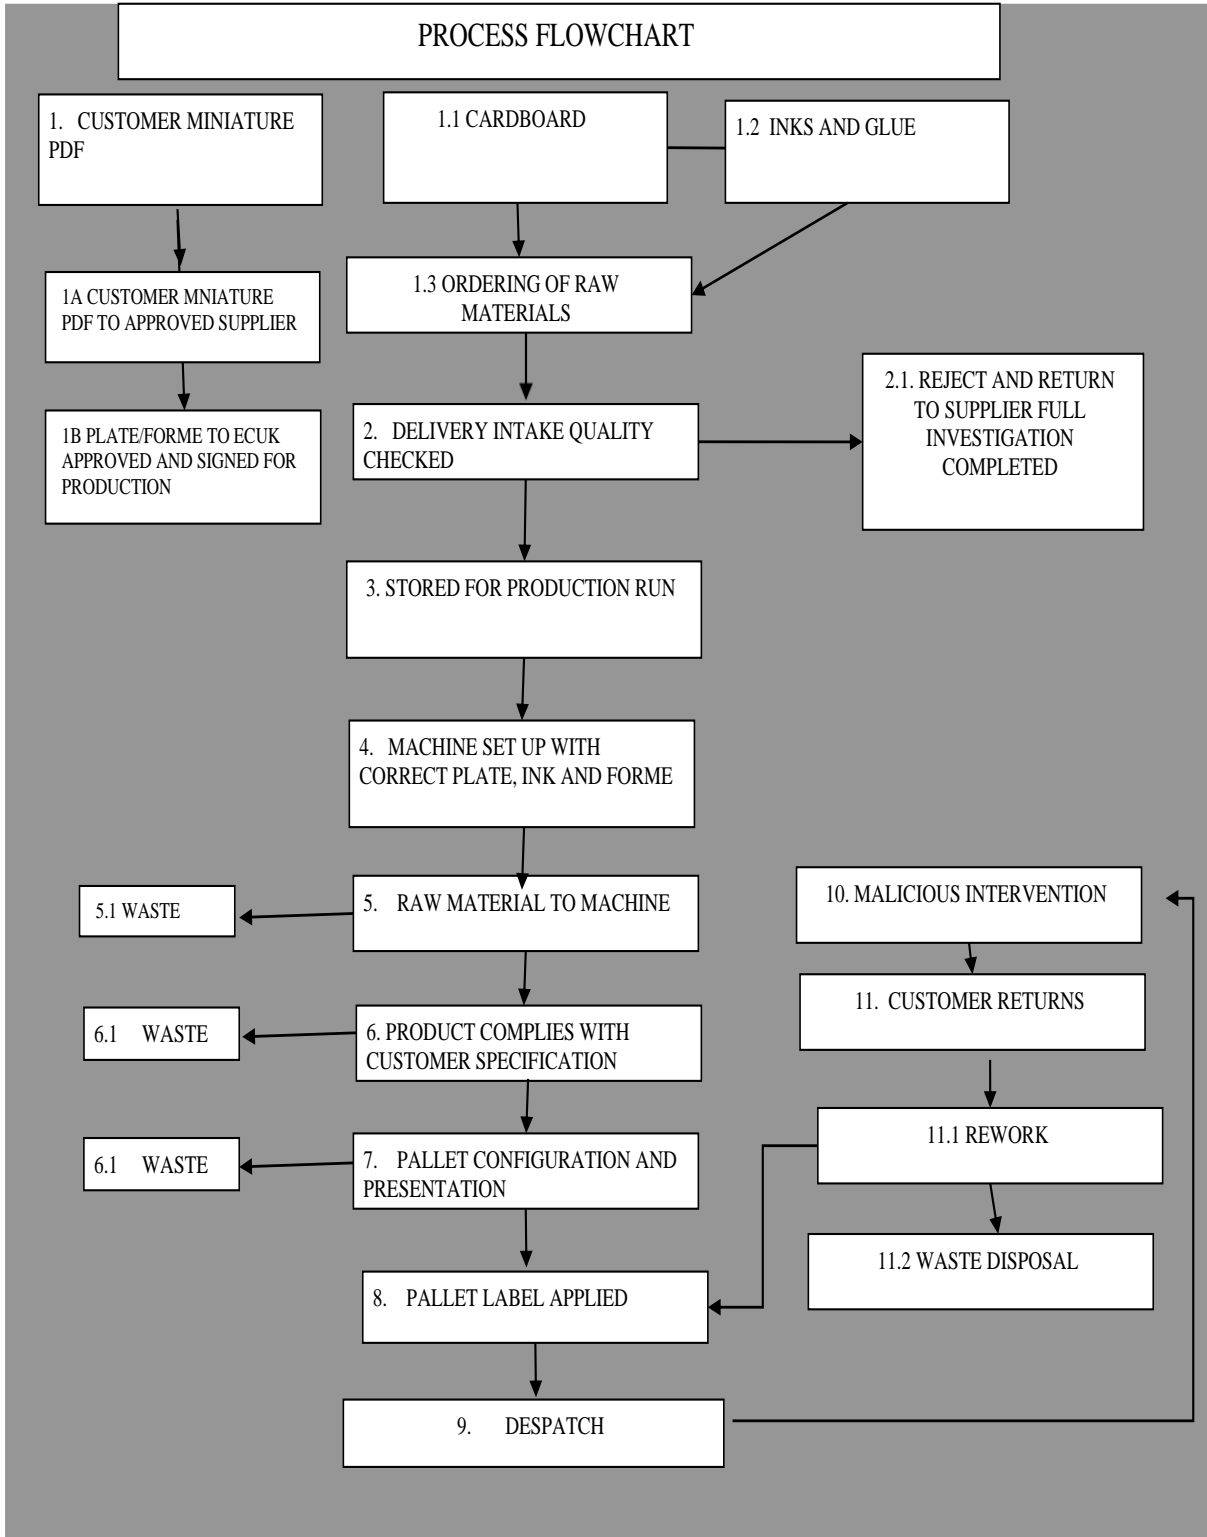 PROCESS FLOWCHART
1. CUSTOMER MINIATURE
PDF
1.1 CARDBOARD
1.2 INKS AND GLUE
1A CUSTOMER MNIATURE
PDF TO APPROVED SUPPLIER
1.3 ORDERING OF RAW
MATERIALS
1B PLATE/FORME TO ECUK
APPROVED AND SIGNED FOR
PRODUCTION
2. DELIVERY INTAKE QUALITY
CHECKED
2.1. REJECT AND RETURN
TO SUPPLIER FULL
INVESTIGATION
COMPLETED
3. STORED FOR PRODUCTION RUN
4. MACHINE SET UP WITH
CORRECT PLATE, INK AND FORME
5. RAW MATERIAL TO MACHINE
5.1 WASTE
6. PRODUCT COMPLIES WITH
CUSTOMER SPECIFICATION
6.1 WASTE
7. PALLET CONFIGURATION AND
PRESENTATION
6.1 WASTE
8. PALLET LABEL APPLIED
9. DESPATCH
10. MALICIOUS INTERVENTION
11. CUSTOMER RETURNS
11.1 REWORK
11.2 WASTE DISPOSAL